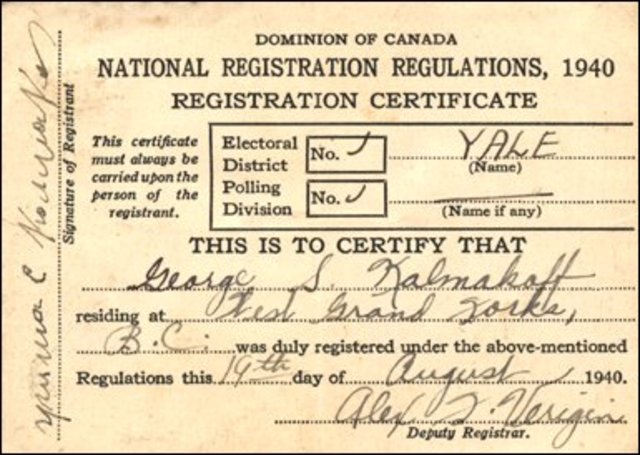 DOMINION OF CANADA
NATIONAL REGISTRATION REGULATIONS, 1940
REGISTRATION CERTIFICATE
This certificate must always be carried upon the person of the registrant.
Electoral District No. 1 YALE
(Name)
Polling Division No. 1
(Name if any)
THIS IS TO CERTIFY THAT
George S. Kalmakoff
residing at West Grand Forks,
B.C. was duly registered under the above-mentioned
Regulations this 19th day of August 1940.
Alex Verigin
Deputy Registrar.
Signature of Registrant